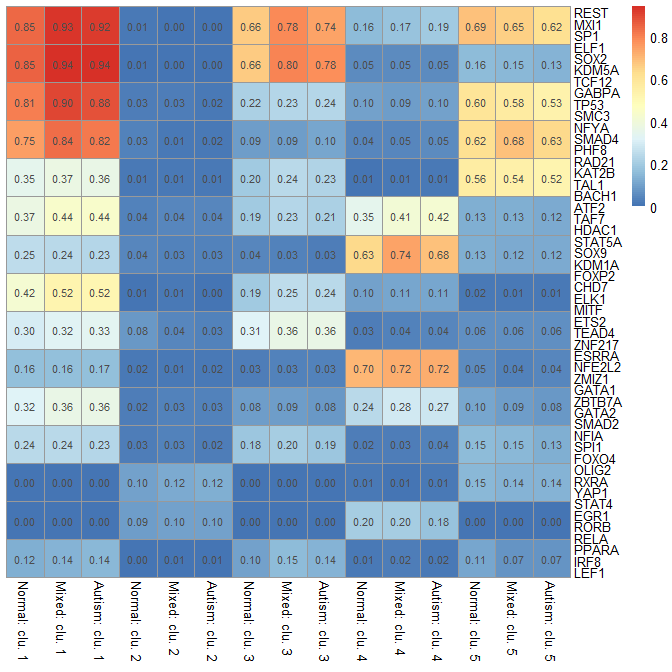 0.85 0.93 0.92 0.01 0.00 0.00 0.66 0.78 0.74 0.16 0.17 0.19 0.69 0.65 0.62
0.85 0.94 0.94 0.01 0.00 0.00 0.66 0.80 0.78 0.05 0.05 0.05 0.16 0.15 0.13
0.81 0.90 0.88 0.03 0.03 0.02 0.22 0.23 0.24 0.10 0.09 0.10 0.60 0.58 0.53
0.75 0.84 0.82 0.03 0.01 0.02 0.09 0.09 0.10 0.04 0.05 0.05 0.62 0.68 0.63
0.35 0.37 0.36 0.01 0.01 0.01 0.20 0.24 0.23 0.01 0.01 0.01 0.56 0.54 0.52
0.37 0.44 0.44 0.04 0.04 0.04 0.19 0.23 0.21 0.35 0.41 0.42 0.13 0.13 0.12
0.25 0.24 0.23 0.04 0.03 0.03 0.04 0.04 0.03 0.63 0.74 0.68 0.13 0.12 0.12
0.42 0.52 0.52 0.01 0.01 0.00 0.19 0.25 0.24 0.10 0.11 0.11 0.02 0.01 0.01
0.30 0.32 0.33 0.08 0.04 0.03 0.31 0.36 0.36 0.03 0.04 0.04 0.06 0.06 0.06
0.16 0.16 0.17 0.02 0.01 0.02 0.03 0.03 0.03 0.70 0.72 0.72 0.05 0.04 0.04
0.32 0.36 0.36 0.02 0.03 0.03 0.08 0.09 0.08 0.24 0.28 0.27 0.10 0.09 0.08
0.24 0.24 0.23 0.03 0.03 0.02 0.18 0.20 0.19 0.02 0.03 0.04 0.15 0.15 0.13
0.00 0.00 0.00 0.10 0.12 0.12 0.00 0.00 0.00 0.01 0.01 0.01 0.15 0.14 0.14
0.00 0.00 0.00 0.09 0.10 0.10 0.00 0.00 0.00 0.20 0.20 0.18 0.00 0.00 0.00
0.12 0.14 0.14 0.00 0.01 0.01 0.10 0.15 0.14 0.01 0.02 0.02 0.11 0.07 0.07
REST
MXI1
SP1
ELF1
SOX2
KDM5A
TCF12
GABPA
TP53
SMC3
NFYA
SMAD4
PHF8
RAD21
KAT2B
TAL1
BACH1
ATF2
TAF7
HDAC1
STAT5A
SOX9
KDM1A
FOXP2
CHD7
ELK1
MITF
ETS2
TEAD4
ZNF217
ESRRA
NFE2L2
ZMIZ1
GATA1
ZBTB7A
GATA2
SMAD2
NFIA
SPI1
FOXO4
OLIG2
RXRA
YAP1
STAT4
EGR1
RORB
RELA
PPARA
IRF8
LEF1
0.8
0.6
0.4
0.2
0
Normal: clu. 1
Mixed: clu. 1
Autism: clu. 1
Normal: clu. 2
Mixed: clu. 2
Autism: clu. 2
Normal: clu. 3
Mixed: clu. 3
Autism: clu. 3
Normal: clu. 4
Mixed: clu. 4
Autism: clu. 4
Normal: clu. 5
Mixed: clu. 5
Autism: clu. 5